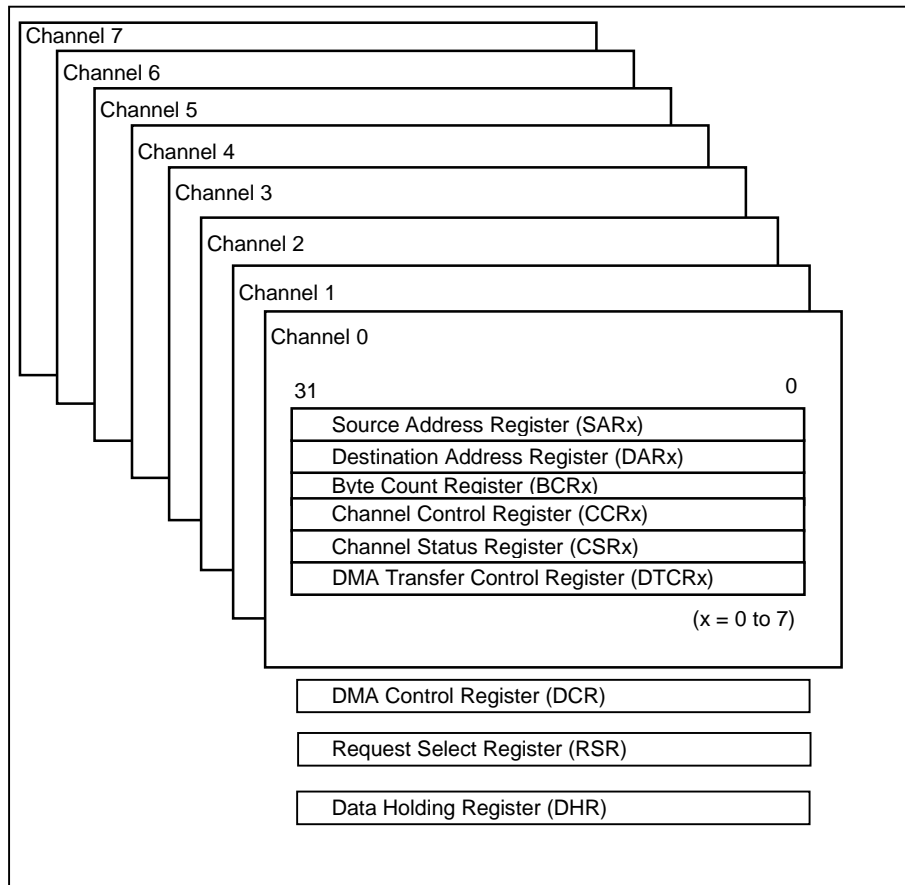 Channel 7
Channel 6
Channel 5
Channel 4
Channel 3
Channel 2
Channel 1
Channel 0
31 0
Source Address Register (SARx)
Destination Address Register (DARx)
Byte Count Register (BCRx)
Channel Control Register (CCRx)
Channel Status Register (CSRx)
DMA Transfer Control Register (DTCRx)
(x = 0 to 7)
DMA Control Register (DCR)
Request Select Register (RSR)
Data Holding Register (DHR)